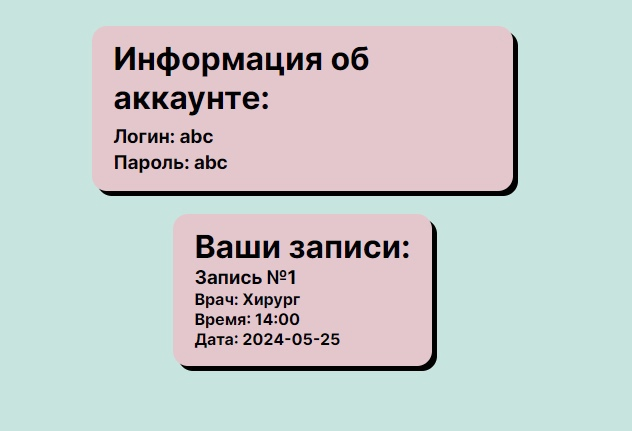 Информация об
аккаунте:
Логин: abc
Пароль: abc
Ваши записи:
Запись №1
Врач: Хирург
Время: 14:00
Дата: 2024-05-25